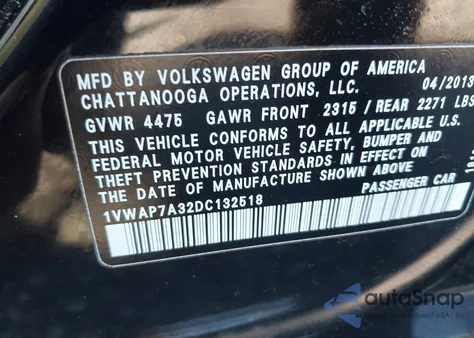 MFD BY VOLKSWAGEN GROUP OF AMERICA 04/2013
CHATTANOOGA OPERATIONS, LLC.
GVWR 4475 GAWR FRONT 2315 / REAR 2271 LBS
THIS VEHICLE CONFORMS TO ALL APPLICABLE U.S.
FEDERAL MOTOR VEHICLE SAFETY, BUMPER AND
THEFT PREVENTION STANDARDS IN EFFECT ON
THE DATE OF MANUFACTURE SHOWN ABOVE
1VWAP7A32DC132518 PASSENGER CAR
autoSnap